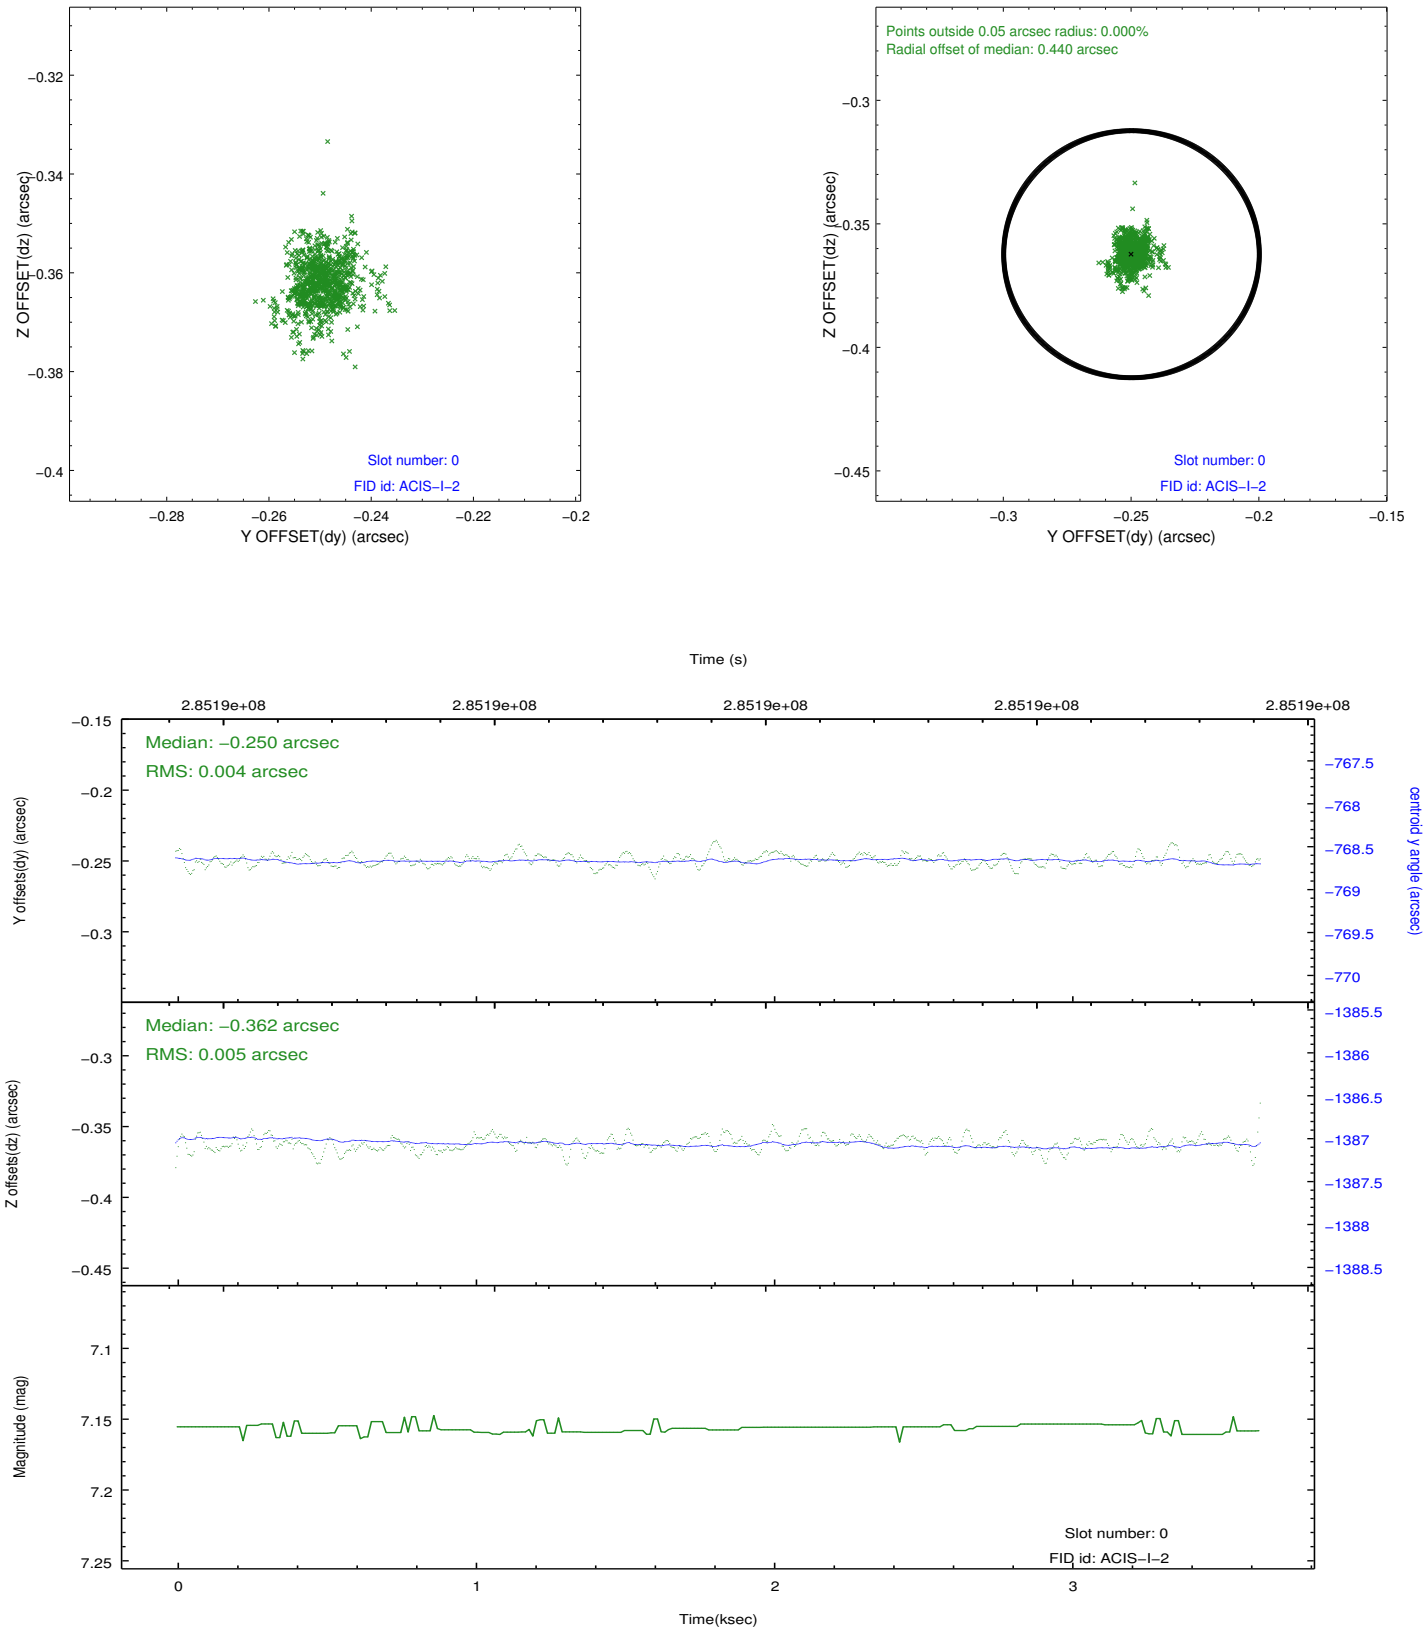 Z OFFSET(dz) (arcsec)
−0.32
−0.34
−0.36
−0.38
−0.4
Slot number: 0
FID id: ACIS−I−2
−0.28
−0.26
−0.24
−0.22
−0.2
Y OFFSET(dy) (arcsec)
Points outside 0.05 arcsec radius: 0.000%
Radial offset of median: 0.440 arcsec
Z OFFSET(dz) (arcsec)
−0.3
−0.35
−0.4
−0.45
Slot number: 0
FID id: ACIS−I−2
−0.3
−0.25
−0.2
−0.15
Y OFFSET(dy) (arcsec)
Time (s)
2.8519e+08
2.8519e+08
2.8519e+08
2.8519e+08
2.8519e+08
Y offsets(dy) (arcsec)
−0.15
−0.2
−0.25
−0.3
Median: −0.250 arcsec
RMS: 0.004 arcsec
−767.5
−768
−768.5
−769
−769.5
−770
centroid y angle (arcsec)
Z offsets(dz) (arcsec)
−0.3
−0.35
−0.4
−0.45
Median: −0.362 arcsec
RMS: 0.005 arcsec
−1385.5
−1386
−1386.5
−1387
−1387.5
−1388
−1388.5
Magnitude (mag)
7.1
7.15
7.2
7.25
Slot number: 0
FID id: ACIS−I−2
0
1
2
3
Time(ksec)